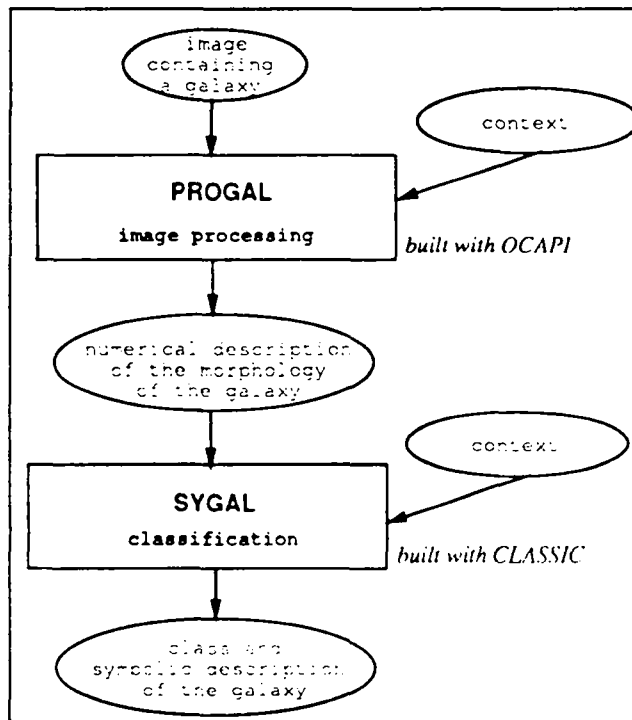 image
containing
a galaxy
context
PROGAL
image processing
built with OCAPI
numerical description
of the morphology
of the galaxy
context
SYGAL
classification
built with CLASSIC
class and
symbolic description
of the galaxy